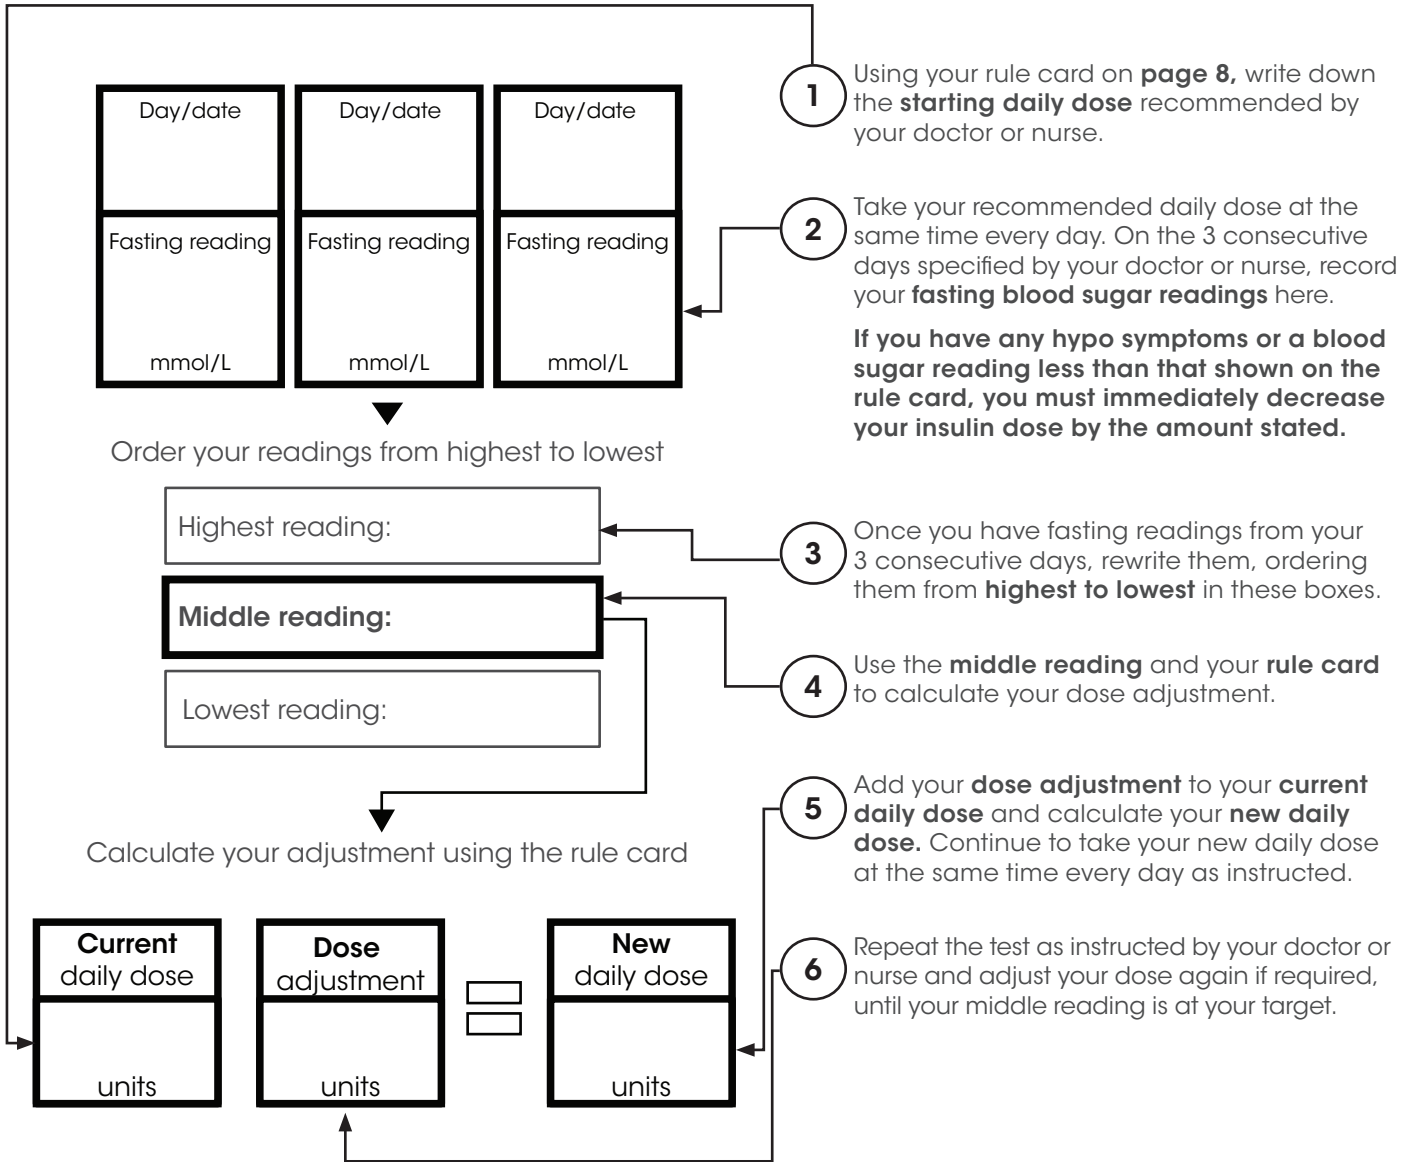 Day/date
Day/date
Day/date
Fasting reading
Fasting reading
Fasting reading
mmol/L
mmol/L
mmol/L
Order your readings from highest to lowest
Highest reading:
Middle reading:
Lowest reading:
Calculate your adjustment using the rule card
Current
daily dose
units
Dose
adjustment
units
New
daily dose
units
1
Using your rule card on page 8, write down
the starting daily dose recommended by
your doctor or nurse.
2
Take your recommended daily dose at the
same time every day. On the 3 consecutive
days specified by your doctor or nurse, record
your fasting blood sugar readings here.
If you have any hypo symptoms or a blood
sugar reading less than that shown on the
rule card, you must immediately decrease
your insulin dose by the amount stated.
3
Once you have fasting readings from your
3 consecutive days, rewrite them, ordering
them from highest to lowest in these boxes.
4
Use the middle reading and your rule card
to calculate your dose adjustment.
5
Add your dose adjustment to your current
daily dose and calculate your new daily
dose. Continue to take your new daily dose
at the same time every day as instructed.
6
Repeat the test as instructed by your doctor or
nurse and adjust your dose again if required,
until your middle reading is at your target.